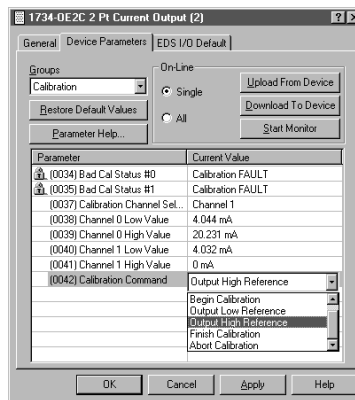 1734-OE2C 2 Pt Current Output (2)
General Device Parameters EDS I/O Default
Groups
Calibration
Restore Default Values
Parameter Help...
On-Line
Single
All
Upload From Device
Download To Device
Start Monitor
Parameter Current Value
(0034) Bad Cal Status #0 Calibration FAULT
(0035) Bad Cal Status #1 Calibration FAULT
(0037) Calibration Channel Sel... Channel 1
(0038) Channel 0 Low Value 4.044 mA
(0039) Channel 0 High Value 20.231 mA
(0040) Channel 1 Low Value 4.032 mA
(0041) Channel 1 High Value 0 mA
(0042) Calibration Command Output High Reference
Begin Calibration
Output Low Reference
Output High Reference
Finish Calibration
Abort Calibration
OK Cancel Apply Help